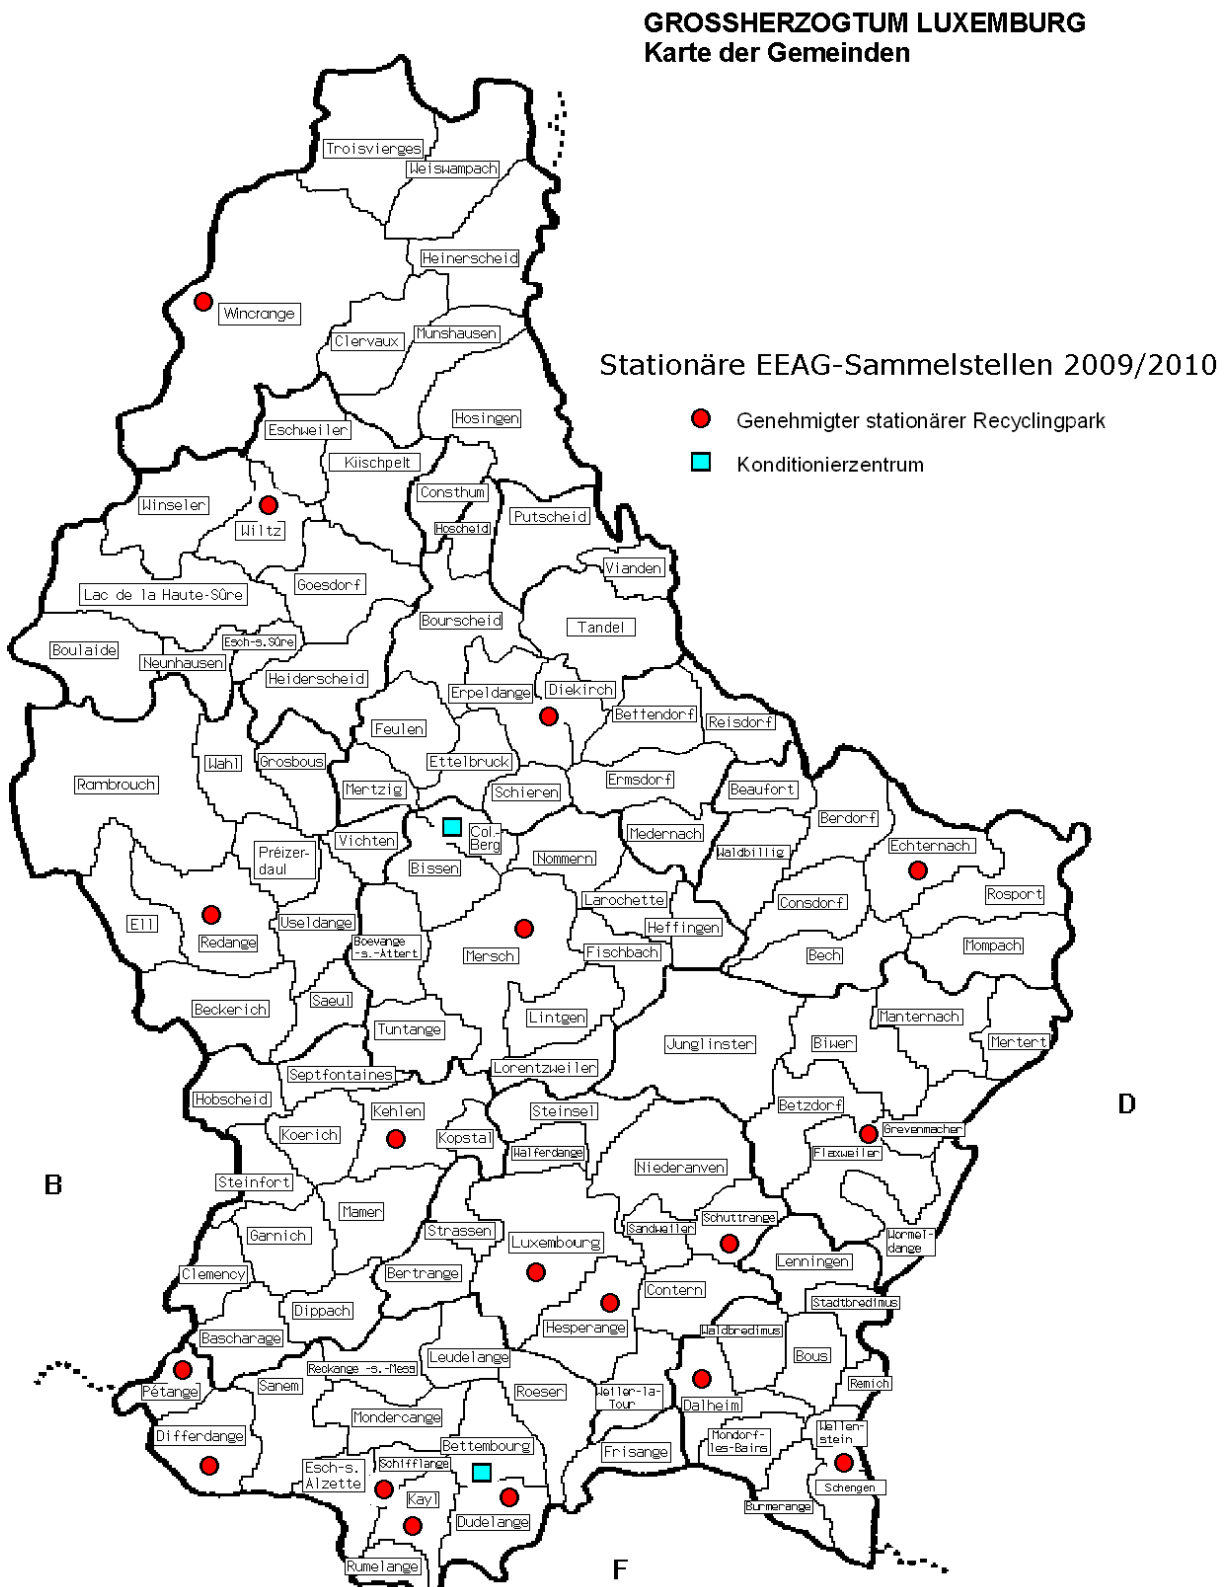 GROSSHERZOGTUM LUXEMBURG
Karte der Gemeinden
Troisvierges
Weiswampach
Heinerscheid
Wincrange
Clervaux
Munshausen
Stationäre EEAG-Sammelstellen 2009/2010
Genehmigter stationärer Recyclingpark
Konditionierzentrum
Hosingen
Eschweiler
Kiischpelt
Consthum
Winseler
Wiltz
Hoscheid
Putscheid
Vianden
Goesdorf
Lac de la Haute-Sûre
Bourscheid
Tandel
Boulaide
Esch-s.Sûre
Neunhausen
Heiderscheid
Erpeldange
Diekirch
Bettendorf
Reisdorf
Feulen
Wahl
Grosbous
Ettelbruck
Rambrouch
Mertzig
Schieren
Ermsdorf
Beaufort
Berdorf
Vichten
Col.-
Berg
Medernach
Echternach
Préizer-
daul
Bissen
Nommern
Waldbillig
Ell
Useldange
Larochette
Consdorf
Rosport
Redange
Boevange
-s.-Attert
Mersch
Heffingen
Fischbach
Bech
Mompach
Beckerich
Saeul
Tuntange
Lintgen
Manternach
Junglinster
Biwer
Mertert
Septfontaines
Lorentzweiler
Hobscheid
Kehlen
Steinsel
Betzdorf
D
Koerich
Kopstal
Walferdange
Grevenmacher
Flaxweiler
B
Steinfort
Niederanven
Mamer
Garnich
Strassen
Luxembourg
Sandweiler
Schuttrange
Wormel-
dange
Clemency
Bertrange
Lenningen
Contern
Dippach
Stadtbredimus
Bascharage
Hesperange
Waldbredimus
Bous
Leudelange
Reckange -s.-Mess
Remich
Pétange
Sanem
Roeser
Weiler-la-
Tour
Dalheim
Mondercange
Differdange
Bettembourg
Frisange
Mondorf-
les-Bains
Wellen-
stein
Esch-s.
Alzette
Schifflange
Kayl
Schengen
Dudelange
Burmerange
Rumelange
F